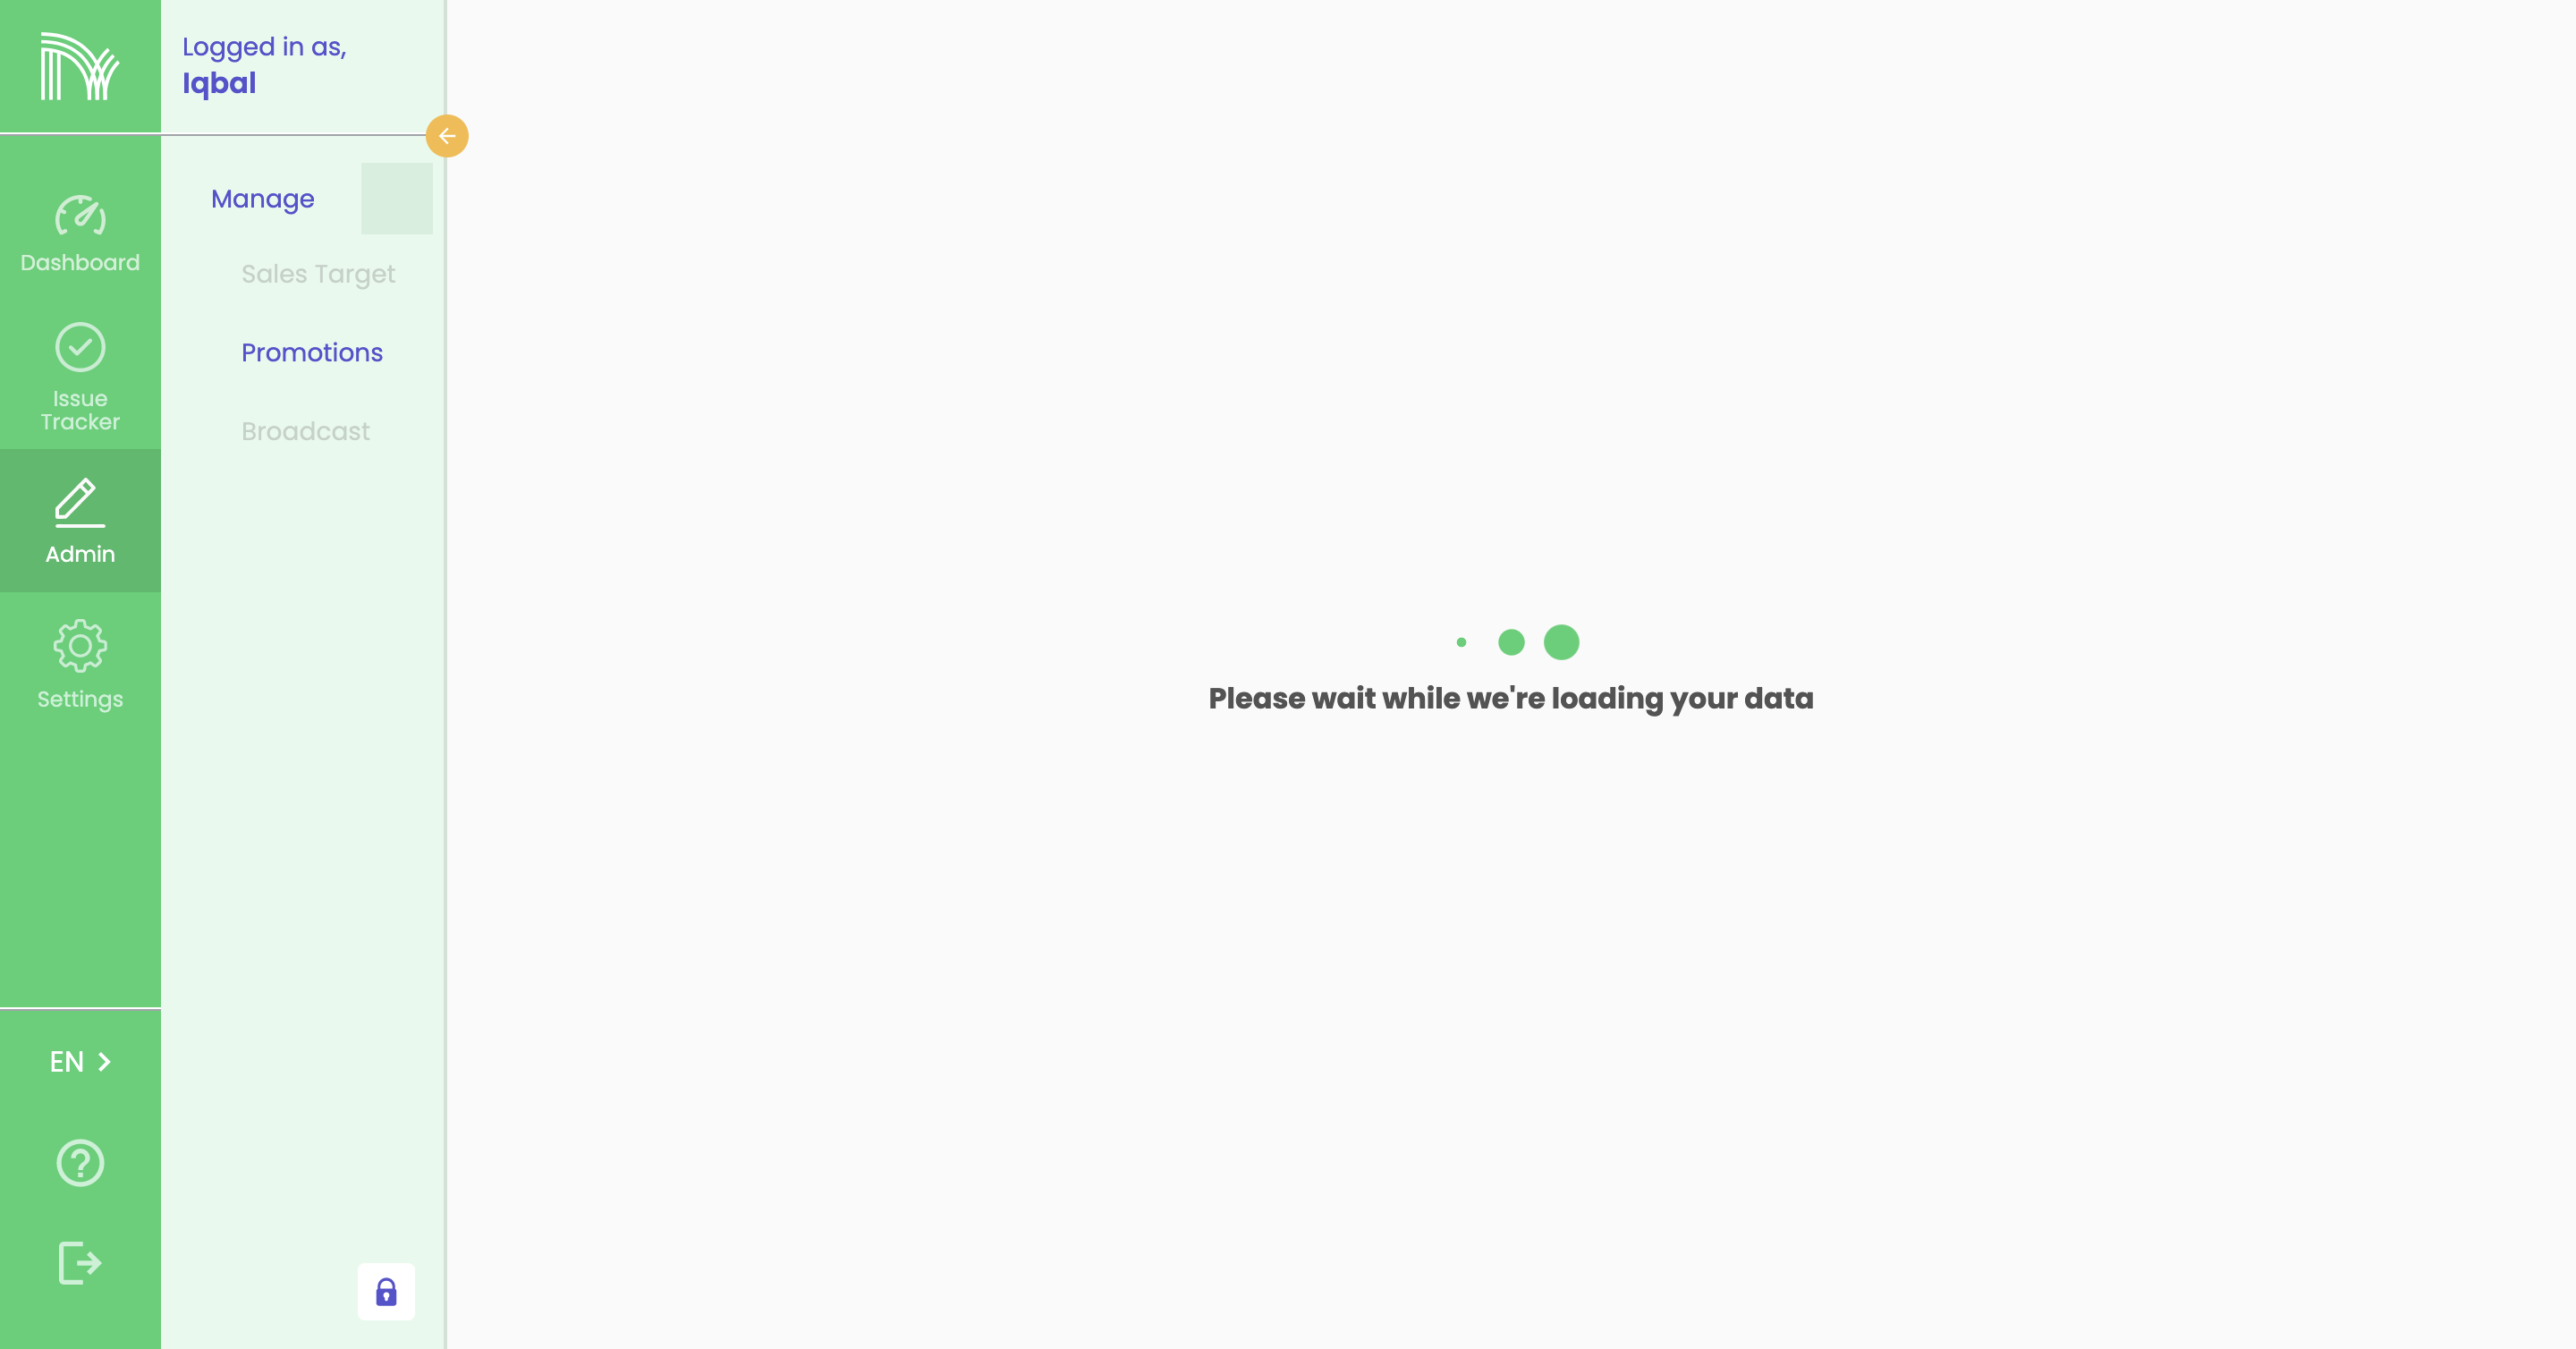 Logged in as,
Iqbal
Dashboard
Issue
Tracker
Admin
Settings
EN
Manage
Sales Target
Promotions
Broadcast
Please wait while we're loading your data